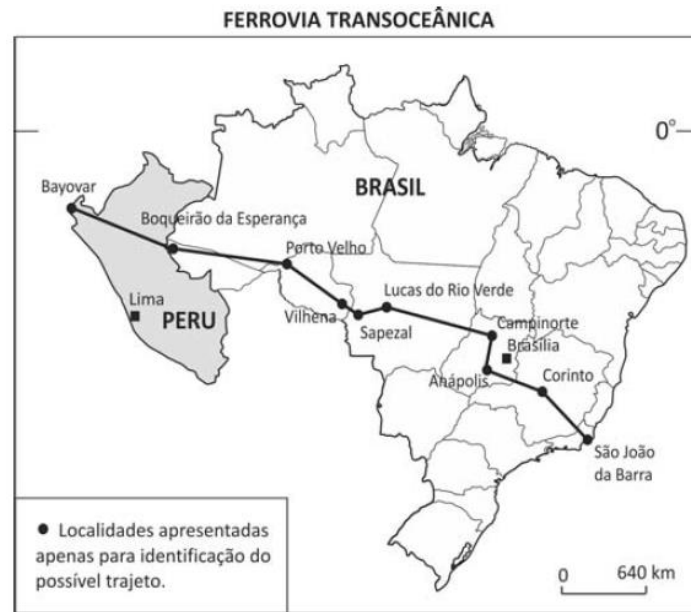 FERROVIA TRANSOCEÂNICA
0°
BRASIL
Bayovar
Boqueirão da Esperança
Porto Velho
Lucas do Rio Verde
Lima
PERU
Vilhena
Sapezal
Campinorte
Brasília
Anápolis
Corinto
São João
da Barra
● Localidades apresentadas
apenas para identificação do
possível trajeto.
0 640 km